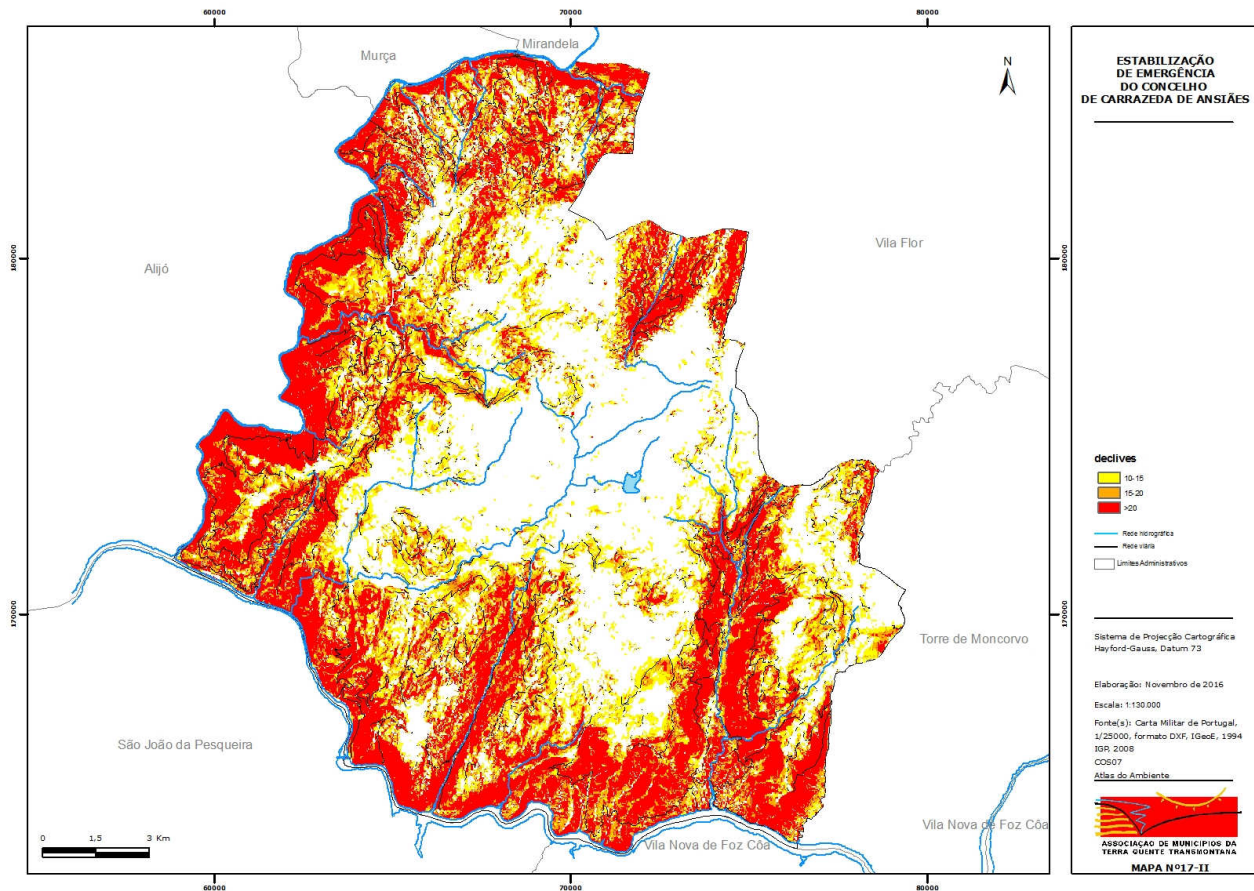 60000
70000
80000
Mirandela
Murça
N
Vila Flor
Alijó
180000
180000
170000
170000
Torre de Moncorvo
São João da Pesqueira
Vila Nova de Foz Côa
Vila Nova de Foz Côa
0 1,5 3 Km
60000
70000
80000
ESTABILIZAÇÃO
DE EMERGÊNCIA
DO CONCELHO
DE CARRAZEDA DE ANSIÃES
declives
10-15
15-20
>20
Rede hidrográfica
Rede viária
Limites Administrativos
Sistema de Projecção Cartográfica
Hayford-Gauss, Datum 73
Elaboração: Novembro de 2016
Escala: 1:130.000
Fonte(s): Carta Militar de Portugal,
1/25000, formato DXF, IGeoE, 1994
IGP, 2008
COS07
Atlas do Ambiente
ASSOCIAÇÃO DE MUNICIPIOS DA
TERRA QUENTE TRANSMONTANA
MAPA Nº17-II